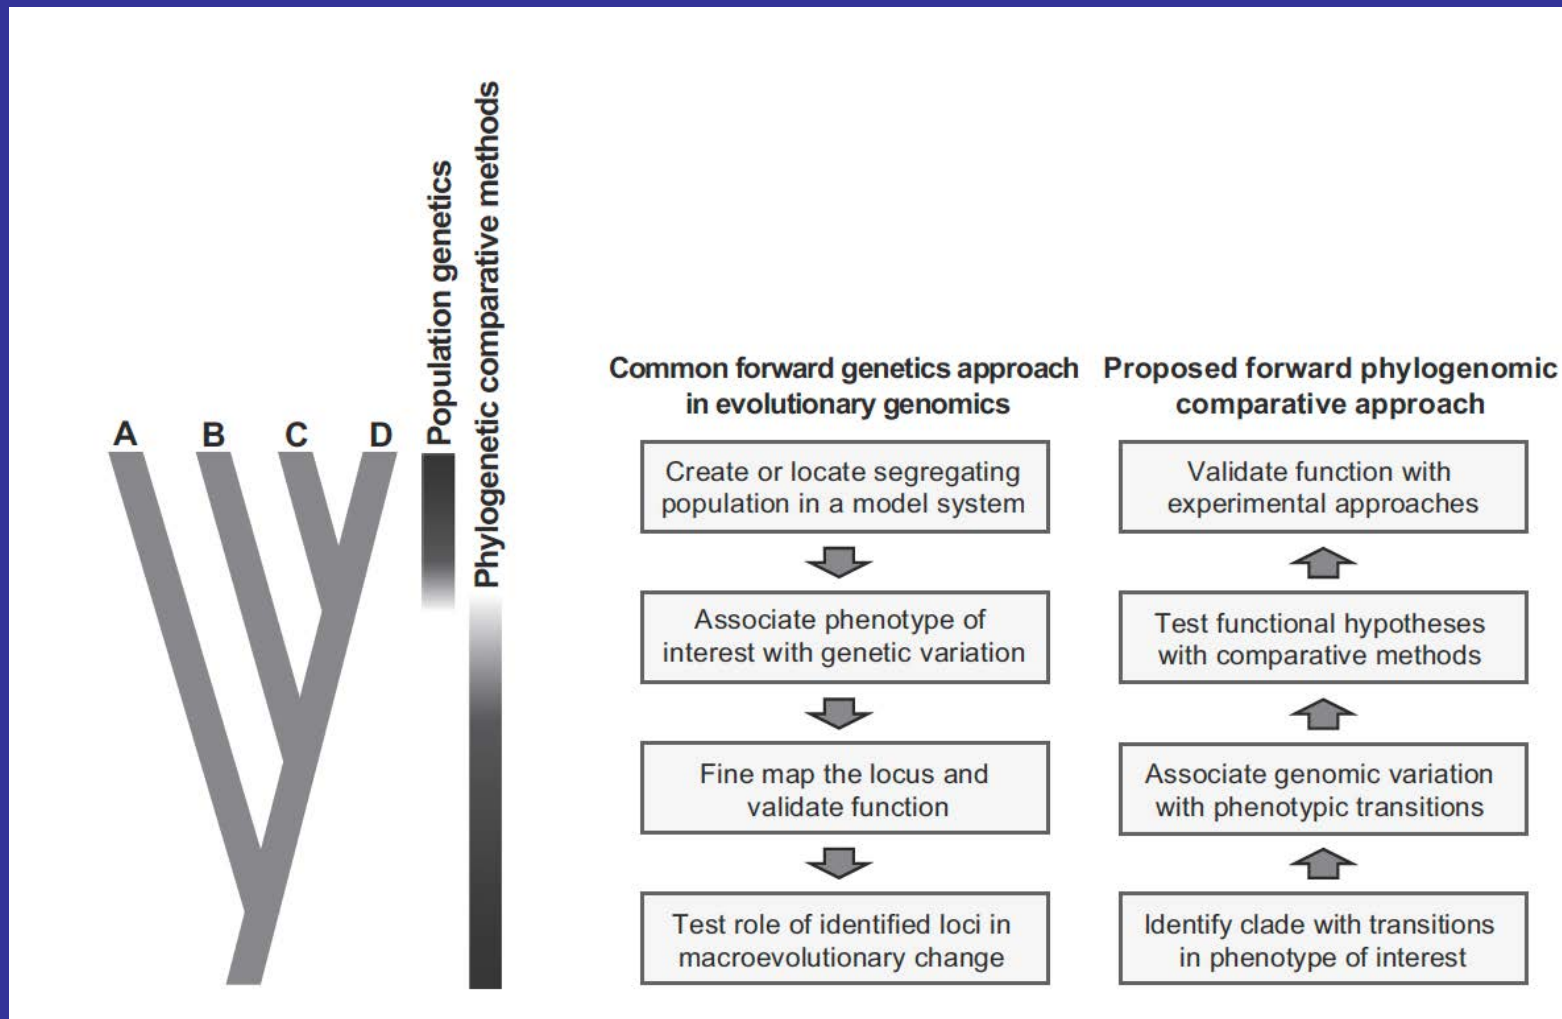 Population genetics
Phylogenetic comparative methods
A B C D
Common forward genetics approach
in evolutionary genomics
Create or locate segregating
population in a model system
Associate phenotype of
interest with genetic variation
Fine map the locus and
validate function
Test role of identified loci in
macroevolutionary change
Proposed forward phylogenomic
comparative approach
Validate function with
experimental approaches
Test functional hypotheses
with comparative methods
Associate genomic variation
with phenotypic transitions
Identify clade with transitions
in phenotype of interest